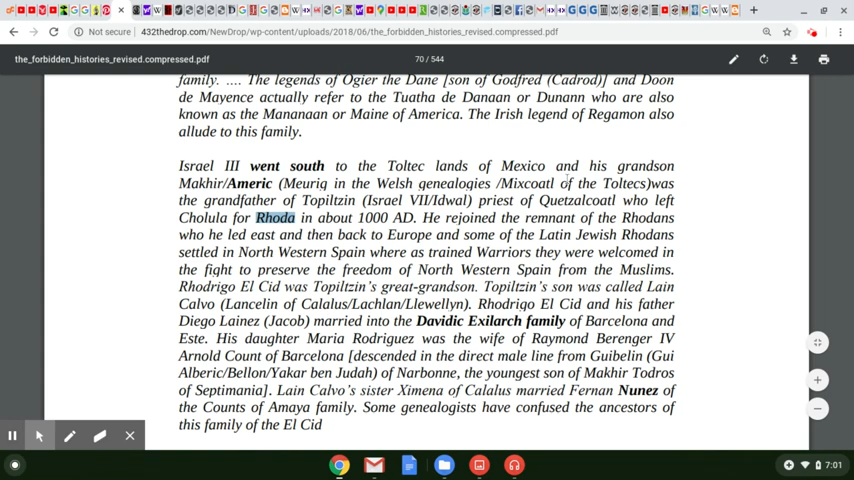 Not secure
432thedrop.com/NewDrop/wp-content/uploads/2018/06/the_forbidden_histories_revised.compressed.pdf
the_forbidden_histories_revised.compressed.pdf
70 / 544
family. .... The legends of Ogier the Dane [son of Godfred (Cadrod)] and Doon
de Mayence actually refer to the Tuatha de Danaan or Dunann who are also
known as the Mananaan or Maine of America. The Irish legend of Regamon also
allude to this family.
Israel III went south to the Toltec lands of Mexico and his grandson
Makhir/Americ (Meurig in the Welsh genealogies /Mixcoatl of the Toltecs)was
the grandfather of Topiltzin (Israel VII/Idwal) priest of Quetzalcoatl who left
Cholula for Rhoda in about 1000 AD. He rejoined the remnant of the Rhodans
who he led east and then back to Europe and some of the Latin Jewish Rhodans
settled in North Western Spain where as trained Warriors they were welcomed in
the fight to preserve the freedom of North Western Spain from the Muslims.
Rhodrigo El Cid was Topiltzin's great-grandson. Topiltzin's son was called Lain
Calvo (Lancelin of Calalus/Lachlan/Llewellyn). Rhodrigo El Cid and his father
Diego Lainez (Jacob) married into the Davidic Exilarch family of Barcelona and
Este. His daughter Maria Rodriguez was the wife of Raymond Berenger IV
Arnold Count of Barcelona [descended in the direct male line from Guibelin (Gui
Alberic/Bellon/Yakar ben Judah) of Narbonne, the youngest son of Makhir Todros
of Septimania]. Lain Calvo's sister Ximena of Calalus married Fernan Nunez of
the Counts of Amaya family. Some genealogists have confused the ancestors of
this family of the El Cid
7:01